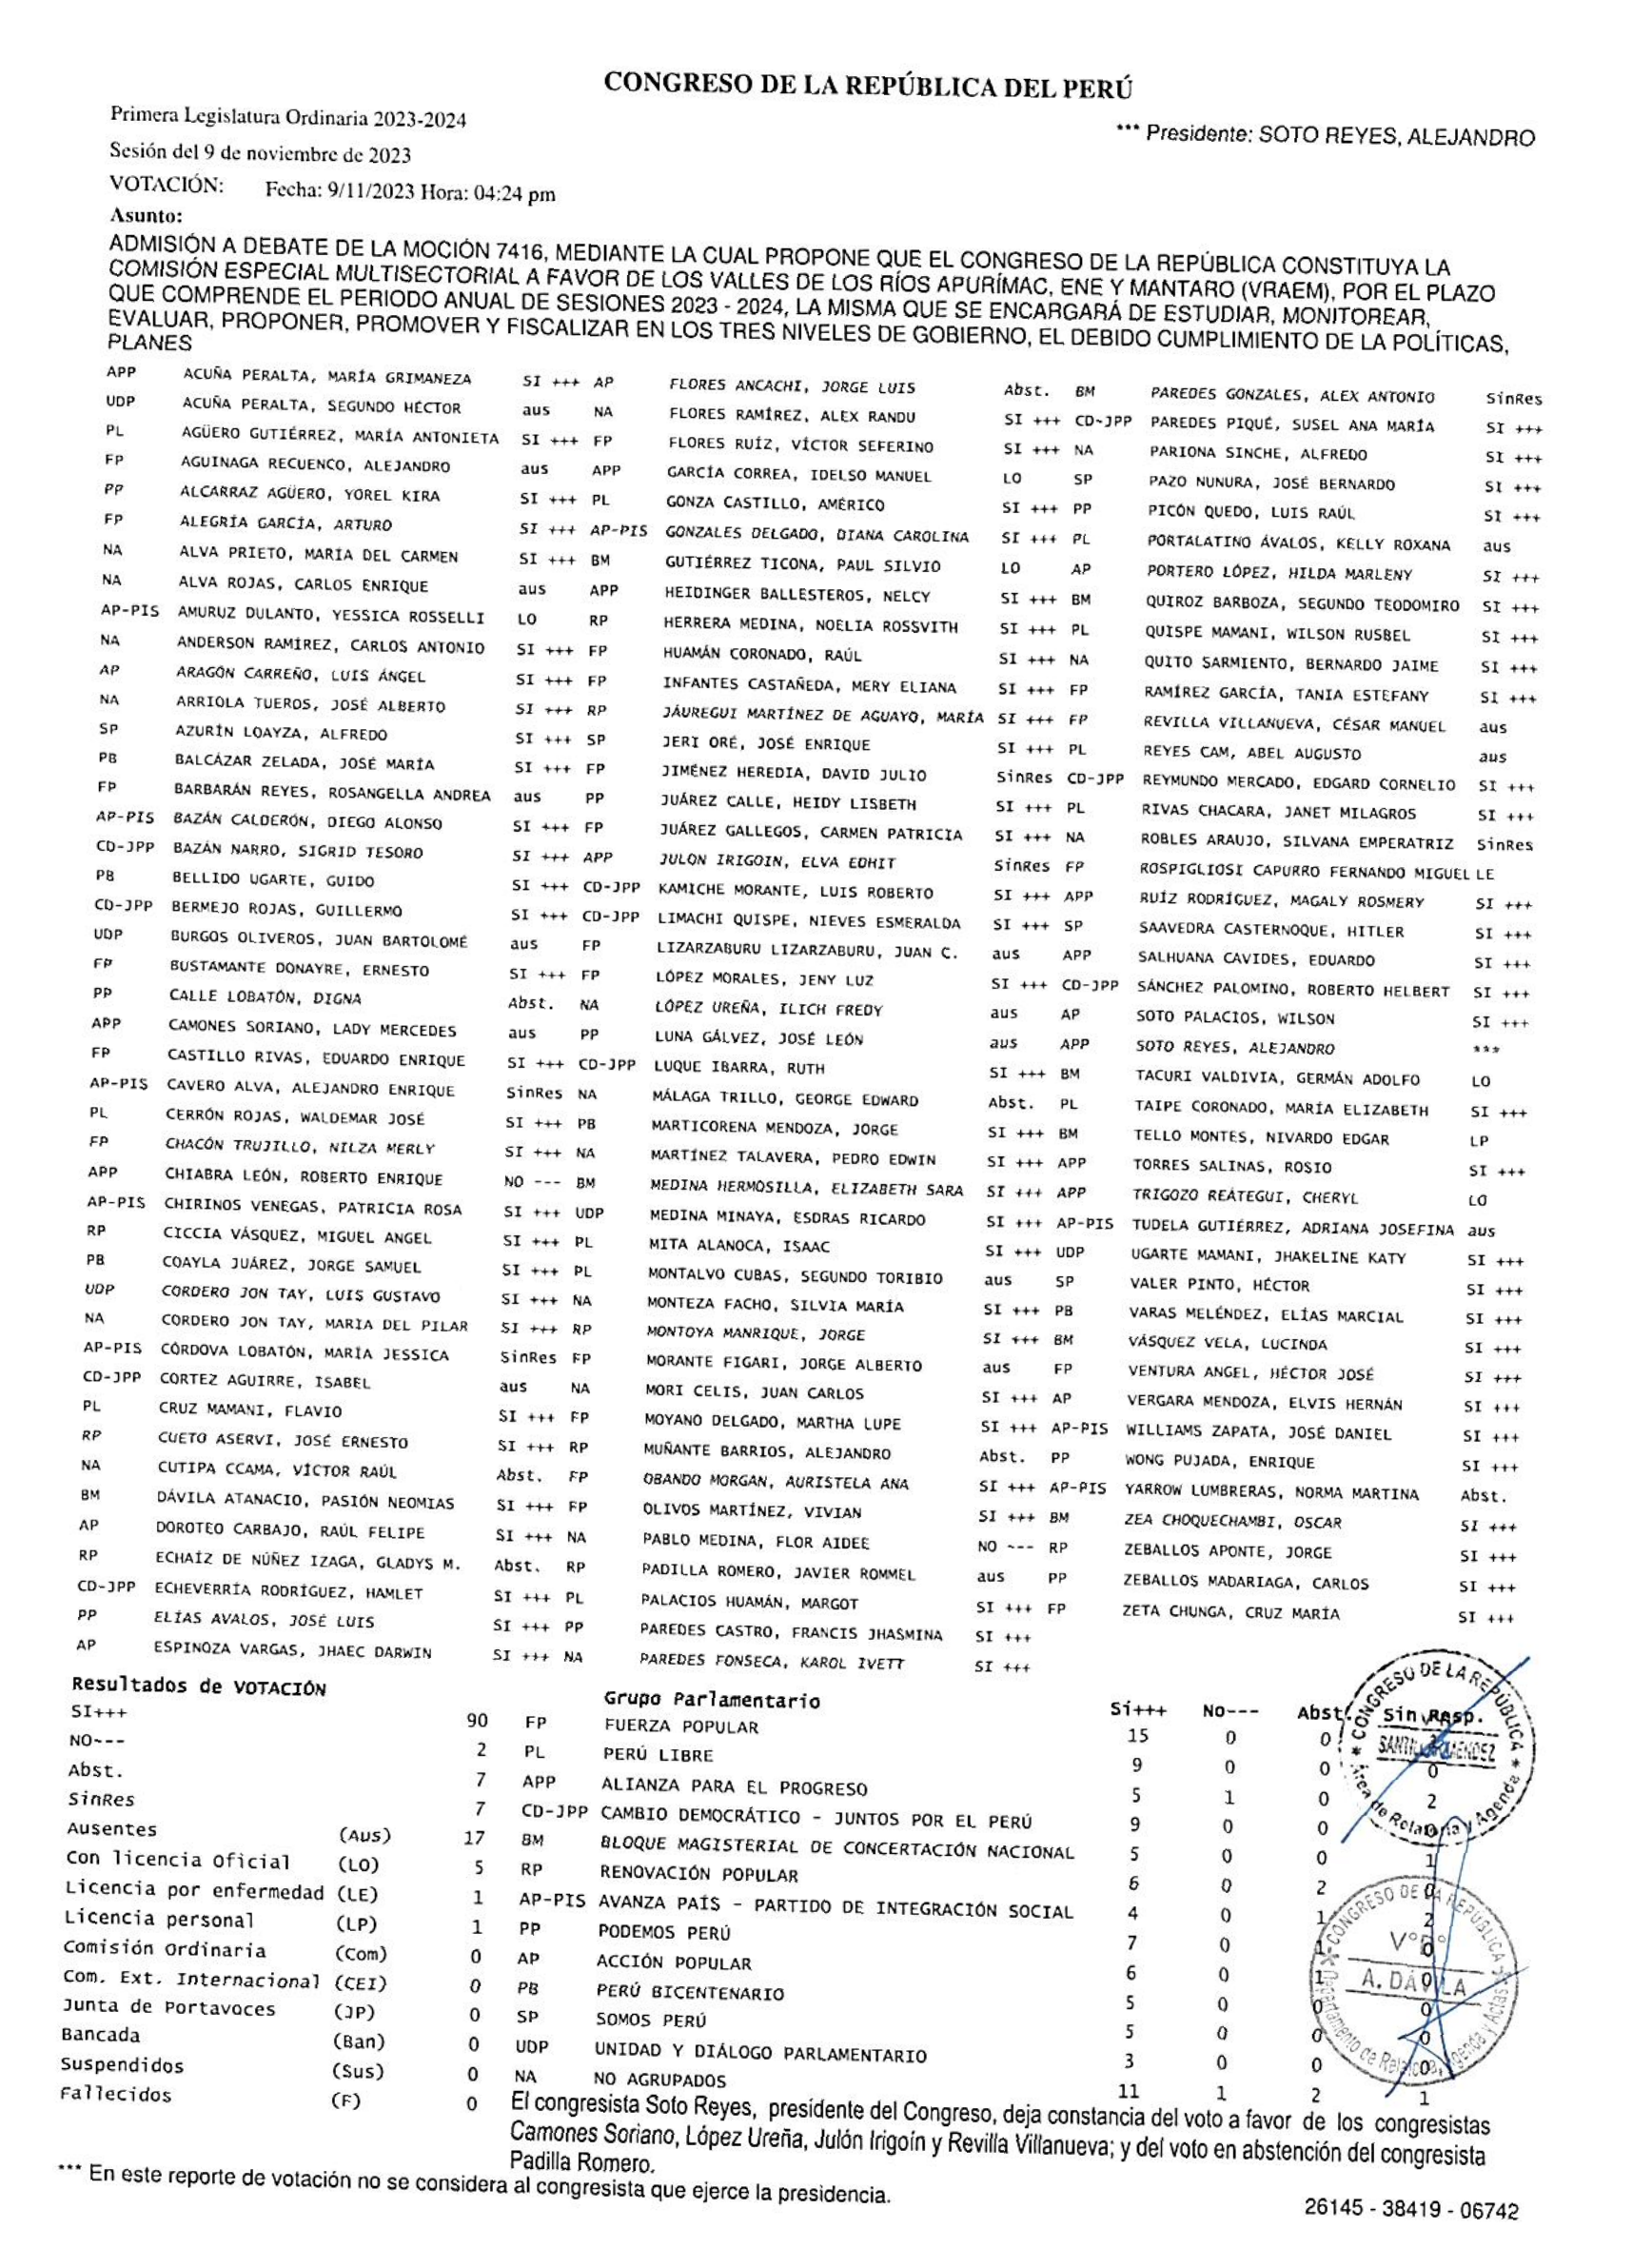 CONGRESO DE LA REPÚBLICA DEL PERÚ
Primera Legislatura Ordinaria 2023-2024
*** Presidente: SOTO REYES, ALEJANDRO
Sesión del 9 de noviembre de 2023
VOTACIÓN: Fecha: 9/11/2023 Hora: 04:24 pm
Asunto:
ADMISIÓN A DEBATE DE LA MOCIÓN 7416, MEDIANTE LA CUAL PROPONE QUE EL CONGRESO DE LA REPÚBLICA CONSTITUYA LA
COMISIÓN ESPECIAL MULTISECTORIAL A FAVOR DE LOS VALLES DE LOS RÍOS APURÍMAC, ENE Y MANTARO (VRAEM), POR EL PLAZO
QUE COMPRENDE EL PERIODO ANUAL DE SESIONES 2023 - 2024, LA MISMA QUE SE ENCARGARÁ DE ESTUDIAR, MONITOREAR,
EVALUAR, PROPONER, PROMOVER Y FISCALIZAR EN LOS TRES NIVELES DE GOBIERNO, EL DEBIDO CUMPLIMIENTO DE LA POLÍTICAS,
PLANES
APP ACUÑA PERALTA, MARÍA GRIMANEZA SI +++ AP FLORES ANCACHI, JORGE LUIS Abst. BM PAREDES GONZALES, ALEX ANTONIO SinRes
UDP ACUÑA PERALTA, SEGUNDO HÉCTOR aus NA FLORES RAMÍREZ, ALEX RANDU SI +++ CD-JPP PAREDES PIQUÉ, SUSEL ANA MARÍA SI +++
PL AGÜERO GUTIÉRREZ, MARÍA ANTONIETA SI +++ FP FLORES RUÍZ, VÍCTOR SEFERINO SI +++ NA PARIONA SINCHE, ALFREDO SI +++
FP AGUINAGA RECUENCO, ALEJANDRO aus APP GARCÍA CORREA, IDELSO MANUEL LO SP PAZO NUNURA, JOSÉ BERNARDO SI +++
PP ALCARRAZ AGÜERO, YOREL KIRA SI +++ PL GONZA CASTILLO, AMÉRICO SI +++ PP PICÓN QUEDO, LUIS RAÚL SI +++
FP ALEGRÍA GARCÍA, ARTURO SI +++ AP-PIS GONZALES DELGADO, DIANA CAROLINA SI +++ PL PORTALATINO ÁVALOS, KELLY ROXANA aus
NA ALVA PRIETO, MARIA DEL CARMEN SI +++ BM GUTIÉRREZ TICONA, PAUL SILVIO LO AP PORTERO LÓPEZ, HILDA MARLENY SI +++
NA ALVA ROJAS, CARLOS ENRIQUE aus APP HEIDINGER BALLESTEROS, NELCY SI +++ BM QUIROZ BARBOZA, SEGUNDO TEODOMIRO SI +++
AP-PIS AMURUZ DULANTO, YESSICA ROSSELLI LO RP HERRERA MEDINA, NOELIA ROSSVITH SI +++ PL QUISPE MAMANI, WILSON RUSBEL SI +++
NA ANDERSON RAMÍREZ, CARLOS ANTONIO SI +++ FP HUAMÁN CORONADO, RAÚL SI +++ NA QUITO SARMIENTO, BERNARDO JAIME SI +++
AP ARAGÓN CARREÑO, LUIS ÁNGEL SI +++ FP INFANTES CASTAÑEDA, MERY ELIANA SI +++ FP RAMÍREZ GARCÍA, TANIA ESTEFANY SI +++
NA ARRIOLA TUEROS, JOSÉ ALBERTO SI +++ RP JÁUREGUI MARTÍNEZ DE AGUAYO, MARÍA SI +++ FP REVILLA VILLANUEVA, CÉSAR MANUEL aus
SP AZURÍN LOAYZA, ALFREDO SI +++ SP JERI ORÉ, JOSÉ ENRIQUE SI +++ PL REYES CAM, ABEL AUGUSTO aus
PB BALCÁZAR ZELADA, JOSÉ MARÍA SI +++ FP JIMÉNEZ HEREDIA, DAVID JULIO SinRes CD-JPP REYMUNDO MERCADO, EDGARD CORNELIO SI +++
FP BARBARÁN REYES, ROSANGELLA ANDREA aus PP JUÁREZ CALLE, HEIDY LISBETH SI +++ PL RIVAS CHACARA, JANET MILAGROS SI +++
AP-PIS BAZÁN CALDERÓN, DIEGO ALONSO SI +++ FP JUÁREZ GALLEGOS, CARMEN PATRICIA SI +++ NA ROBLES ARAUJO, SILVANA EMPERATRIZ SinRes
CD-JPP BAZÁN NARRO, SIGRID TESORO SI +++ APP JULON IRIGOIN, ELVA EDHIT SinRes FP ROSPIGLIOSI CAPURRO FERNANDO MIGUEL LE
PB BELLIDO UGARTE, GUIDO SI +++ CD-JPP KAMICHE MORANTE, LUIS ROBERTO SI +++ APP RUÍZ RODRÍGUEZ, MAGALY ROSMERY SI +++
CD-JPP BERMEJO ROJAS, GUILLERMO SI +++ CD-JPP LIMACHI QUISPE, NIEVES ESMERALDA SI +++ SP SAAVEDRA CASTERNOQUE, HITLER SI +++
UDP BURGOS OLIVEROS, JUAN BARTOLOMÉ aus FP LIZARZABURU LIZARZABURU, JUAN C. aus APP SALHUANA CAVIDES, EDUARDO SI +++
FP BUSTAMANTE DONAYRE, ERNESTO SI +++ FP LÓPEZ MORALES, JENY LUZ SI +++ CD-JPP SÁNCHEZ PALOMINO, ROBERTO HELBERT SI +++
PP CALLE LOBATÓN, DIGNA Abst. NA LÓPEZ UREÑA, ILICH FREDY aus AP SOTO PALACIOS, WILSON SI +++
APP CAMONES SORIANO, LADY MERCEDES aus PP LUNA GÁLVEZ, JOSÉ LEÓN aus APP SOTO REYES, ALEJANDRO ***
FP CASTILLO RIVAS, EDUARDO ENRIQUE SI +++ CD-JPP LUQUE IBARRA, RUTH SI +++ BM TACURI VALDIVIA, GERMÁN ADOLFO LO
AP-PIS CAVERO ALVA, ALEJANDRO ENRIQUE SinRes NA MÁLAGA TRILLO, GEORGE EDWARD Abst. PL TAIPE CORONADO, MARÍA ELIZABETH SI +++
PL CERRÓN ROJAS, WALDEMAR JOSÉ SI +++ PB MARTICORENA MENDOZA, JORGE SI +++ BM TELLO MONTES, NIVARDO EDGAR LP
FP CHACÓN TRUJILLO, NILZA MERLY SI +++ NA MARTÍNEZ TALAVERA, PEDRO EDWIN SI +++ APP TORRES SALINAS, ROSIO SI +++
APP CHIABRA LEÓN, ROBERTO ENRIQUE NO --- BM MEDINA HERMOSILLA, ELIZABETH SARA SI +++ APP TRIGOZO REÁTEGUI, CHERYL LO
AP-PIS CHIRINOS VENEGAS, PATRICIA ROSA SI +++ UDP MEDINA MINAYA, ESDRAS RICARDO SI +++ AP-PIS TUDELA GUTIÉRREZ, ADRIANA JOSEFINA aus
RP CICCIA VÁSQUEZ, MIGUEL ANGEL SI +++ PL MITA ALANOCA, ISAAC SI +++ UDP UGARTE MAMANI, JHAKELINE KATY SI +++
PB COAYLA JUÁREZ, JORGE SAMUEL SI +++ PL MONTALVO CUBAS, SEGUNDO TORIBIO aus SP VALER PINTO, HÉCTOR SI +++
UDP CORDERO JON TAY, LUIS GUSTAVO SI +++ NA MONTEZA FACHO, SILVIA MARÍA SI +++ PB VARAS MELÉNDEZ, ELÍAS MARCIAL SI +++
NA CORDERO JON TAY, MARIA DEL PILAR SI +++ RP MONTOYA MANRIQUE, JORGE SI +++ BM VÁSQUEZ VELA, LUCINDA SI +++
AP-PIS CÓRDOVA LOBATÓN, MARÍA JESSICA SinRes FP MORANTE FIGARI, JORGE ALBERTO aus FP VENTURA ANGEL, HÉCTOR JOSÉ SI +++
CD-JPP CORTEZ AGUIRRE, ISABEL aus NA MORI CELIS, JUAN CARLOS SI +++ AP VERGARA MENDOZA, ELVIS HERNÁN SI +++
PL CRUZ MAMANI, FLAVIO SI +++ FP MOYANO DELGADO, MARTHA LUPE SI +++ AP-PIS WILLIAMS ZAPATA, JOSÉ DANIEL SI +++
RP CUETO ASERVI, JOSÉ ERNESTO SI +++ RP MUÑANTE BARRIOS, ALEJANDRO Abst. PP WONG PUJADA, ENRIQUE SI +++
NA CUTIPA CCAMA, VÍCTOR RAÚL Abst. FP OBANDO MORGAN, AURISTELA ANA SI +++ AP-PIS YARROW LUMBRERAS, NORMA MARTINA Abst.
BM DÁVILA ATANACIO, PASIÓN NEOMIAS SI +++ FP OLIVOS MARTÍNEZ, VIVIAN SI +++ BM ZEA CHOQUECHAMBI, OSCAR SI +++
AP DOROTEO CARBAJO, RAÚL FELIPE SI +++ NA PABLO MEDINA, FLOR AIDEE NO --- RP ZEBALLOS APONTE, JORGE SI +++
RP ECHAÍZ DE NÚÑEZ IZAGA, GLADYS M. Abst. RP PADILLA ROMERO, JAVIER ROMMEL aus PP ZEBALLOS MADARIAGA, CARLOS SI +++
CD-JPP ECHEVERRÍA RODRÍGUEZ, HAMLET SI +++ PL PALACIOS HUAMÁN, MARGOT SI +++ FP ZETA CHUNGA, CRUZ MARÍA SI +++
PP ELÍAS AVALOS, JOSÉ LUIS SI +++ PP PAREDES CASTRO, FRANCIS JHASMINA SI +++
AP ESPINOZA VARGAS, JHAEC DARWIN SI +++ NA PAREDES FONSECA, KAROL IVETT SI +++
Resultados de VOTACIÓN Grupo Parlamentario Sí+++ No--- Abst. Sin Resp.
SI+++ 90 FP FUERZA POPULAR 15 0 0
NO--- 2 PL PERÚ LIBRE 9 0 0 0
Abst. 7 APP ALIANZA PARA EL PROGRESO 5 1 0 2
SinRes 7 CD-JPP CAMBIO DEMOCRÁTICO - JUNTOS POR EL PERÚ 9 0 0 0
Ausentes (Aus) 17 BM BLOQUE MAGISTERIAL DE CONCERTACIÓN NACIONAL 5 0 0 1
Con licencia Oficial (LO) 5 RP RENOVACIÓN POPULAR 6 0 2 0
Licencia por enfermedad (LE) 1 AP-PIS AVANZA PAÍS - PARTIDO DE INTEGRACIÓN SOCIAL 4 0 1 2
Licencia personal (LP) 1 PP PODEMOS PERÚ 7 0 1 0
Comisión Ordinaria (Com) 0 AP ACCIÓN POPULAR 6 0 1 0
Com. Ext. Internacional (CEI) 0 PB PERÚ BICENTENARIO 5 0 0 0
Junta de Portavoces (JP) 0 SP SOMOS PERÚ 5 0 0 0
Bancada (Ban) 0 UDP UNIDAD Y DIÁLOGO PARLAMENTARIO 3 0 0 0
Suspendidos (Sus) 0 NA NO AGRUPADOS 11 1 2 1
Fallecidos (F) 0
El congresista Soto Reyes, presidente del Congreso, deja constancia del voto a favor de los congresistas
Camones Soriano, López Ureña, Julón Irigoín y Revilla Villanueva; y del voto en abstención del congresista
Padilla Romero.
*** En este reporte de votación no se considera al congresista que ejerce la presidencia.
26145 - 38419 - 06742
CONGRESO DE LA REPÚBLICA
Área de Relatoría y Agenda
CONGRESO DE LA REPÚBLICA
V°B°
A. DÁVILA